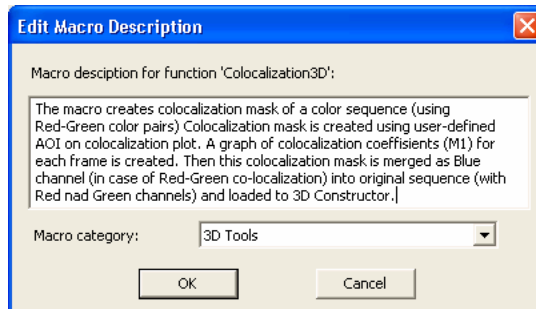 Edit Macro Description
Macro desciption for function 'Colocalization3D':
The macro creates colocalization mask of a color sequence (using
Red-Green color pairs) Colocalization mask is created using user-defined
AOI on colocalization plot. A graph of colocalization coeffisients (M1) for
each frame is created. Then this colocalization mask is merged as Blue
channel (in case of Red-Green co-localization) into original sequence (with
Red nad Green channels) and loaded to 3D Constructor.
Macro category:
3D Tools
OK
Cancel